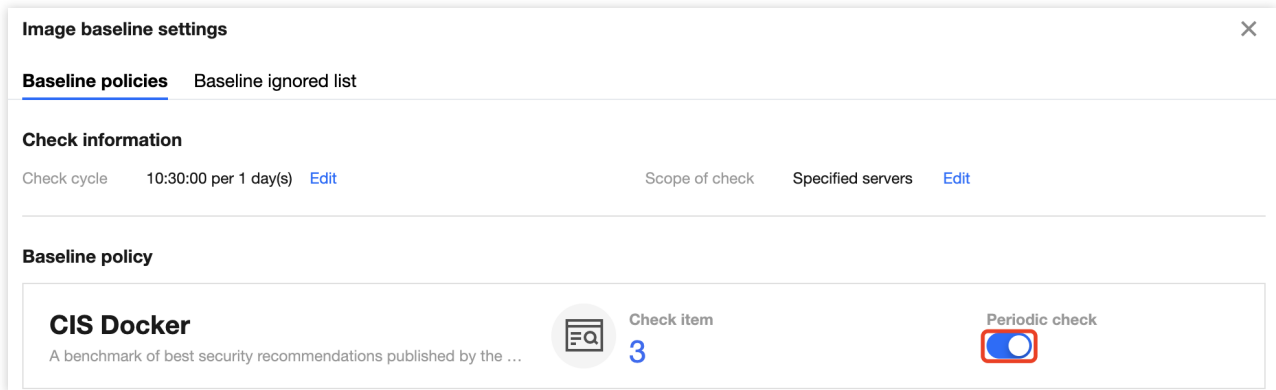 Image baseline settings
Baseline policies Baseline ignored list
Check information
Check cycle 10:30:00 per 1 day(s) Edit Scope of check Specified servers Edit
Baseline policy
CIS Docker
A benchmark of best security recommendations published by the ...
Check item
3
Periodic check